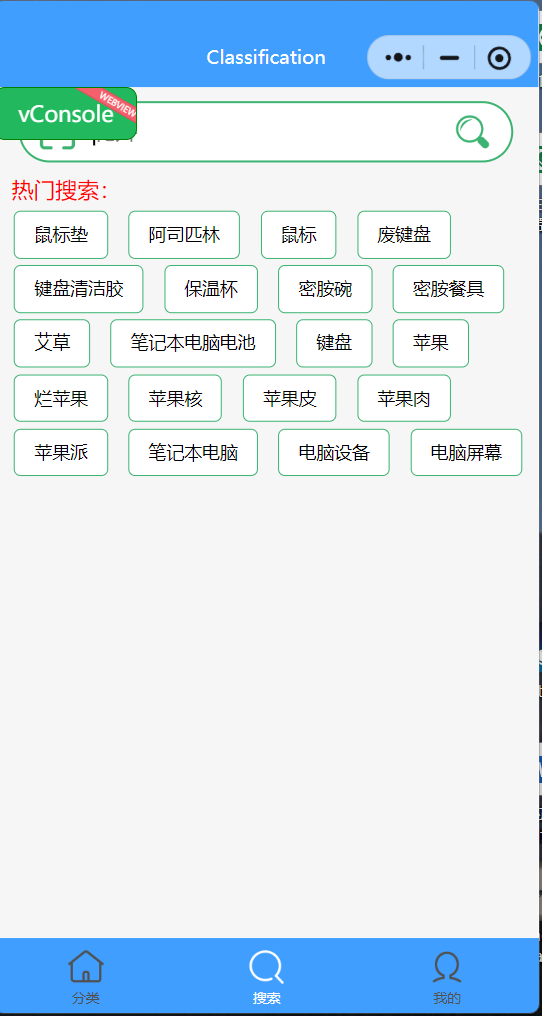 Classification
vConsole
WEBVIEW
热门搜索:
鼠标垫 阿司匹林 鼠标 废键盘
键盘清洁胶 保温杯 密胺碗 密胺餐具
艾草 笔记本电脑电池 键盘 苹果
烂苹果 苹果核 苹果皮 苹果肉
苹果派 笔记本电脑 电脑设备 电脑屏幕
分类 搜索 我的